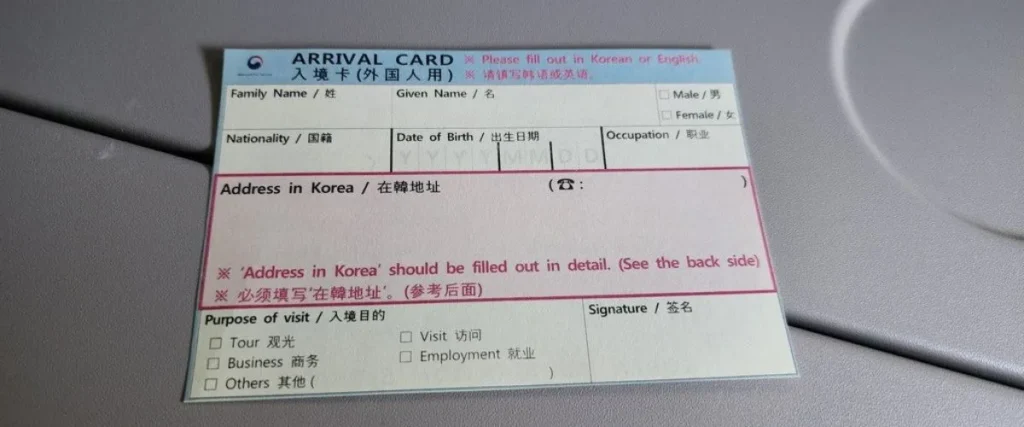 ARRIVAL CARD ※ Please fill out in Korean or English.
入境卡(外国人用) ※ 请填写韩语或英语。
Family Name / 姓 Given Name / 名 □ Male / 男
□ Female / 女
Nationality / 国籍 Date of Birth / 出生日期 Occupation / 职业
Y Y Y Y M M D D
Address in Korea / 在韓地址 (☎ : )
※ 'Address in Korea' should be filled out in detail. (See the back side)
※ 必须填写'在韓地址'。(参考后面)
Purpose of visit / 入境目的 Signature / 签名
□ Tour 观光 □ Visit 访问
□ Business 商务 □ Employment 就业
□ Others 其他 ( )